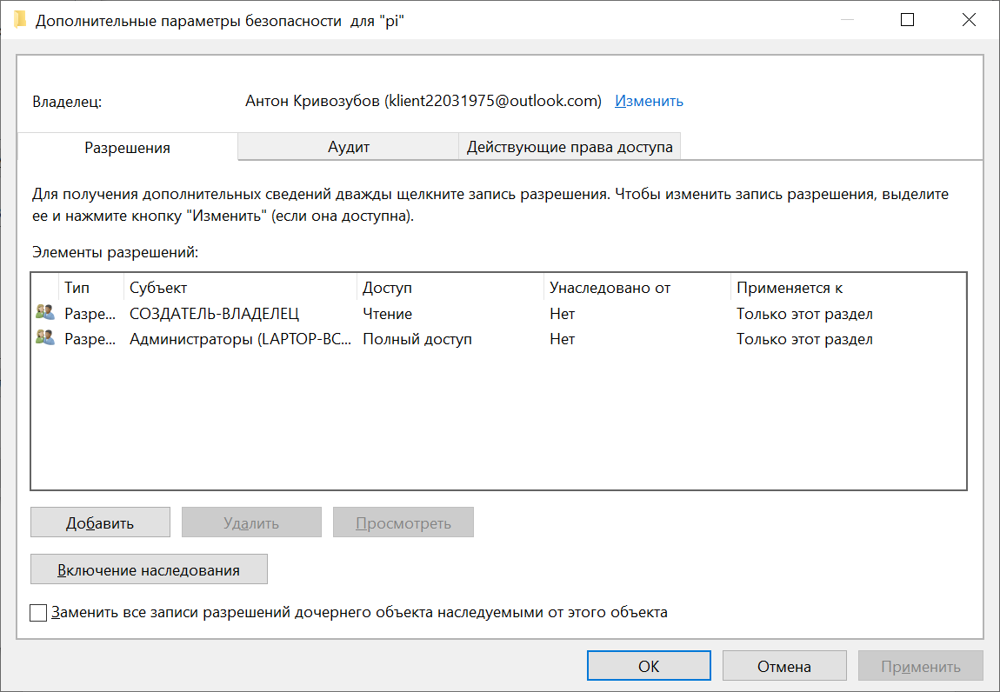 Дополнительные параметры безопасности для "pi"
Владелец:
Антон Кривозубов (klient22031975@outlook.com) Изменить
Разрешения Аудит Действующие права доступа
Для получения дополнительных сведений дважды щелкните запись разрешения. Чтобы изменить запись разрешения, выделите
ее и нажмите кнопку "Изменить" (если она доступна).
Элементы разрешений:
Тип Субъект Доступ Унаследовано от Применяется к
Разре... СОЗДАТЕЛЬ-ВЛАДЕЛЕЦ Чтение Нет Только этот раздел
Разре... Администраторы (LAPTOP-BC... Полный доступ Нет Только этот раздел
Добавить Удалить Просмотреть
Включение наследования
Заменить все записи разрешений дочернего объекта наследуемыми от этого объекта
ОК Отмена Применить